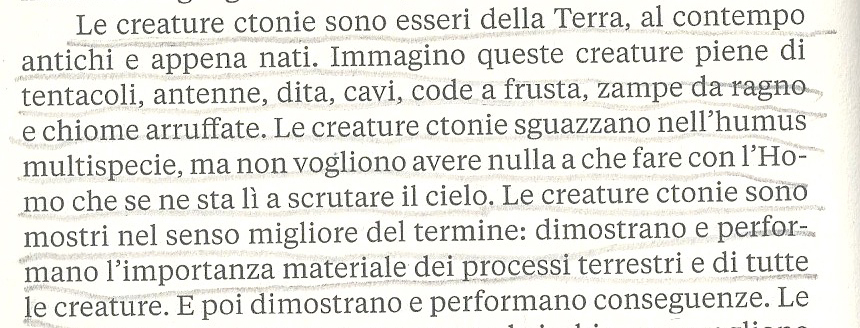 Le creature ctonie sono esseri della Terra, al contempo
antichi e appena nati. Immagino queste creature piene di
tentacoli, antenne, dita, cavi, code a frusta, zampe da ragno
e chiome arruffate. Le creature ctonie sguazzano nell'humus
multispecie, ma non vogliono avere nulla a che fare con l'Ho-
mo che se ne sta lì a scrutare il cielo. Le creature ctonie sono
mostri nel senso migliore del termine: dimostrano e perfor-
mano l'importanza materiale dei processi terrestri e di tutte
le creature. E poi dimostrano e performano conseguenze. Le